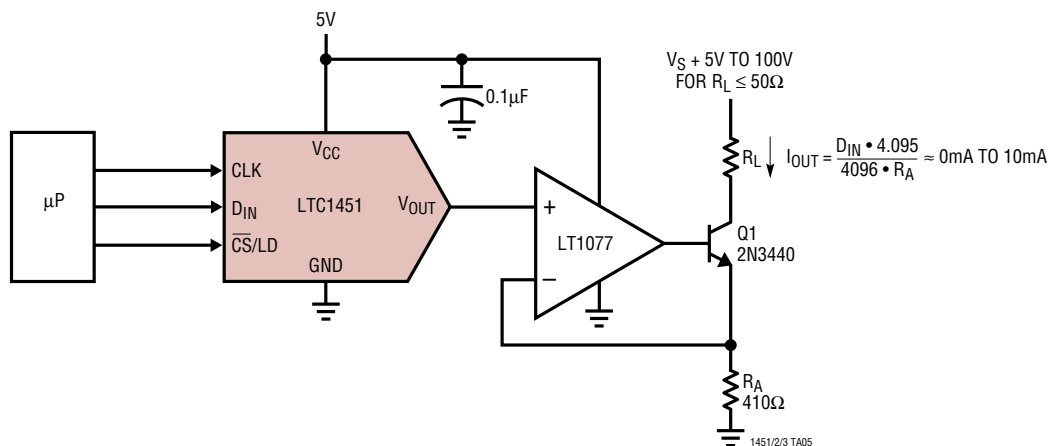 5V
0.1µF
V_S + 5V TO 100V
FOR R_L ≤ 50Ω
R_L
I_OUT = D_IN • 4.095 / 4096 • R_A ≈ 0mA TO 10mA
µP
CLK
D_IN
C̅S̅/LD
V_CC
LTC1451
V_OUT
GND
+
−
LT1077
Q1
2N3440
R_A
410Ω
1451/2/3 TA05